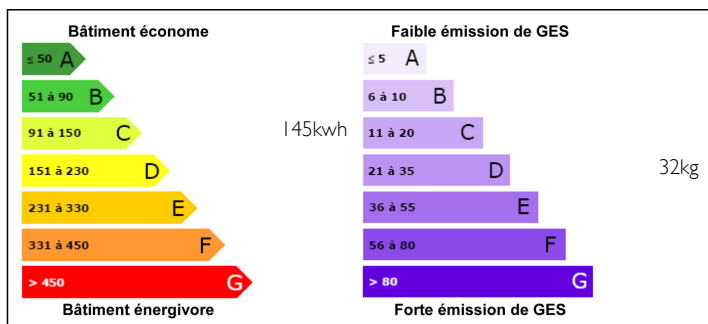 Bâtiment économe
≤ 50 A
51 à 90 B
91 à 150 C
151 à 230 D
231 à 330 E
331 à 450 F
> 450 G
Bâtiment énergivore
145kwh
Faible émission de GES
≤ 5 A
6 à 10 B
11 à 20 C
21 à 35 D
36 à 55 E
56 à 80 F
> 80 G
Forte émission de GES
32kg